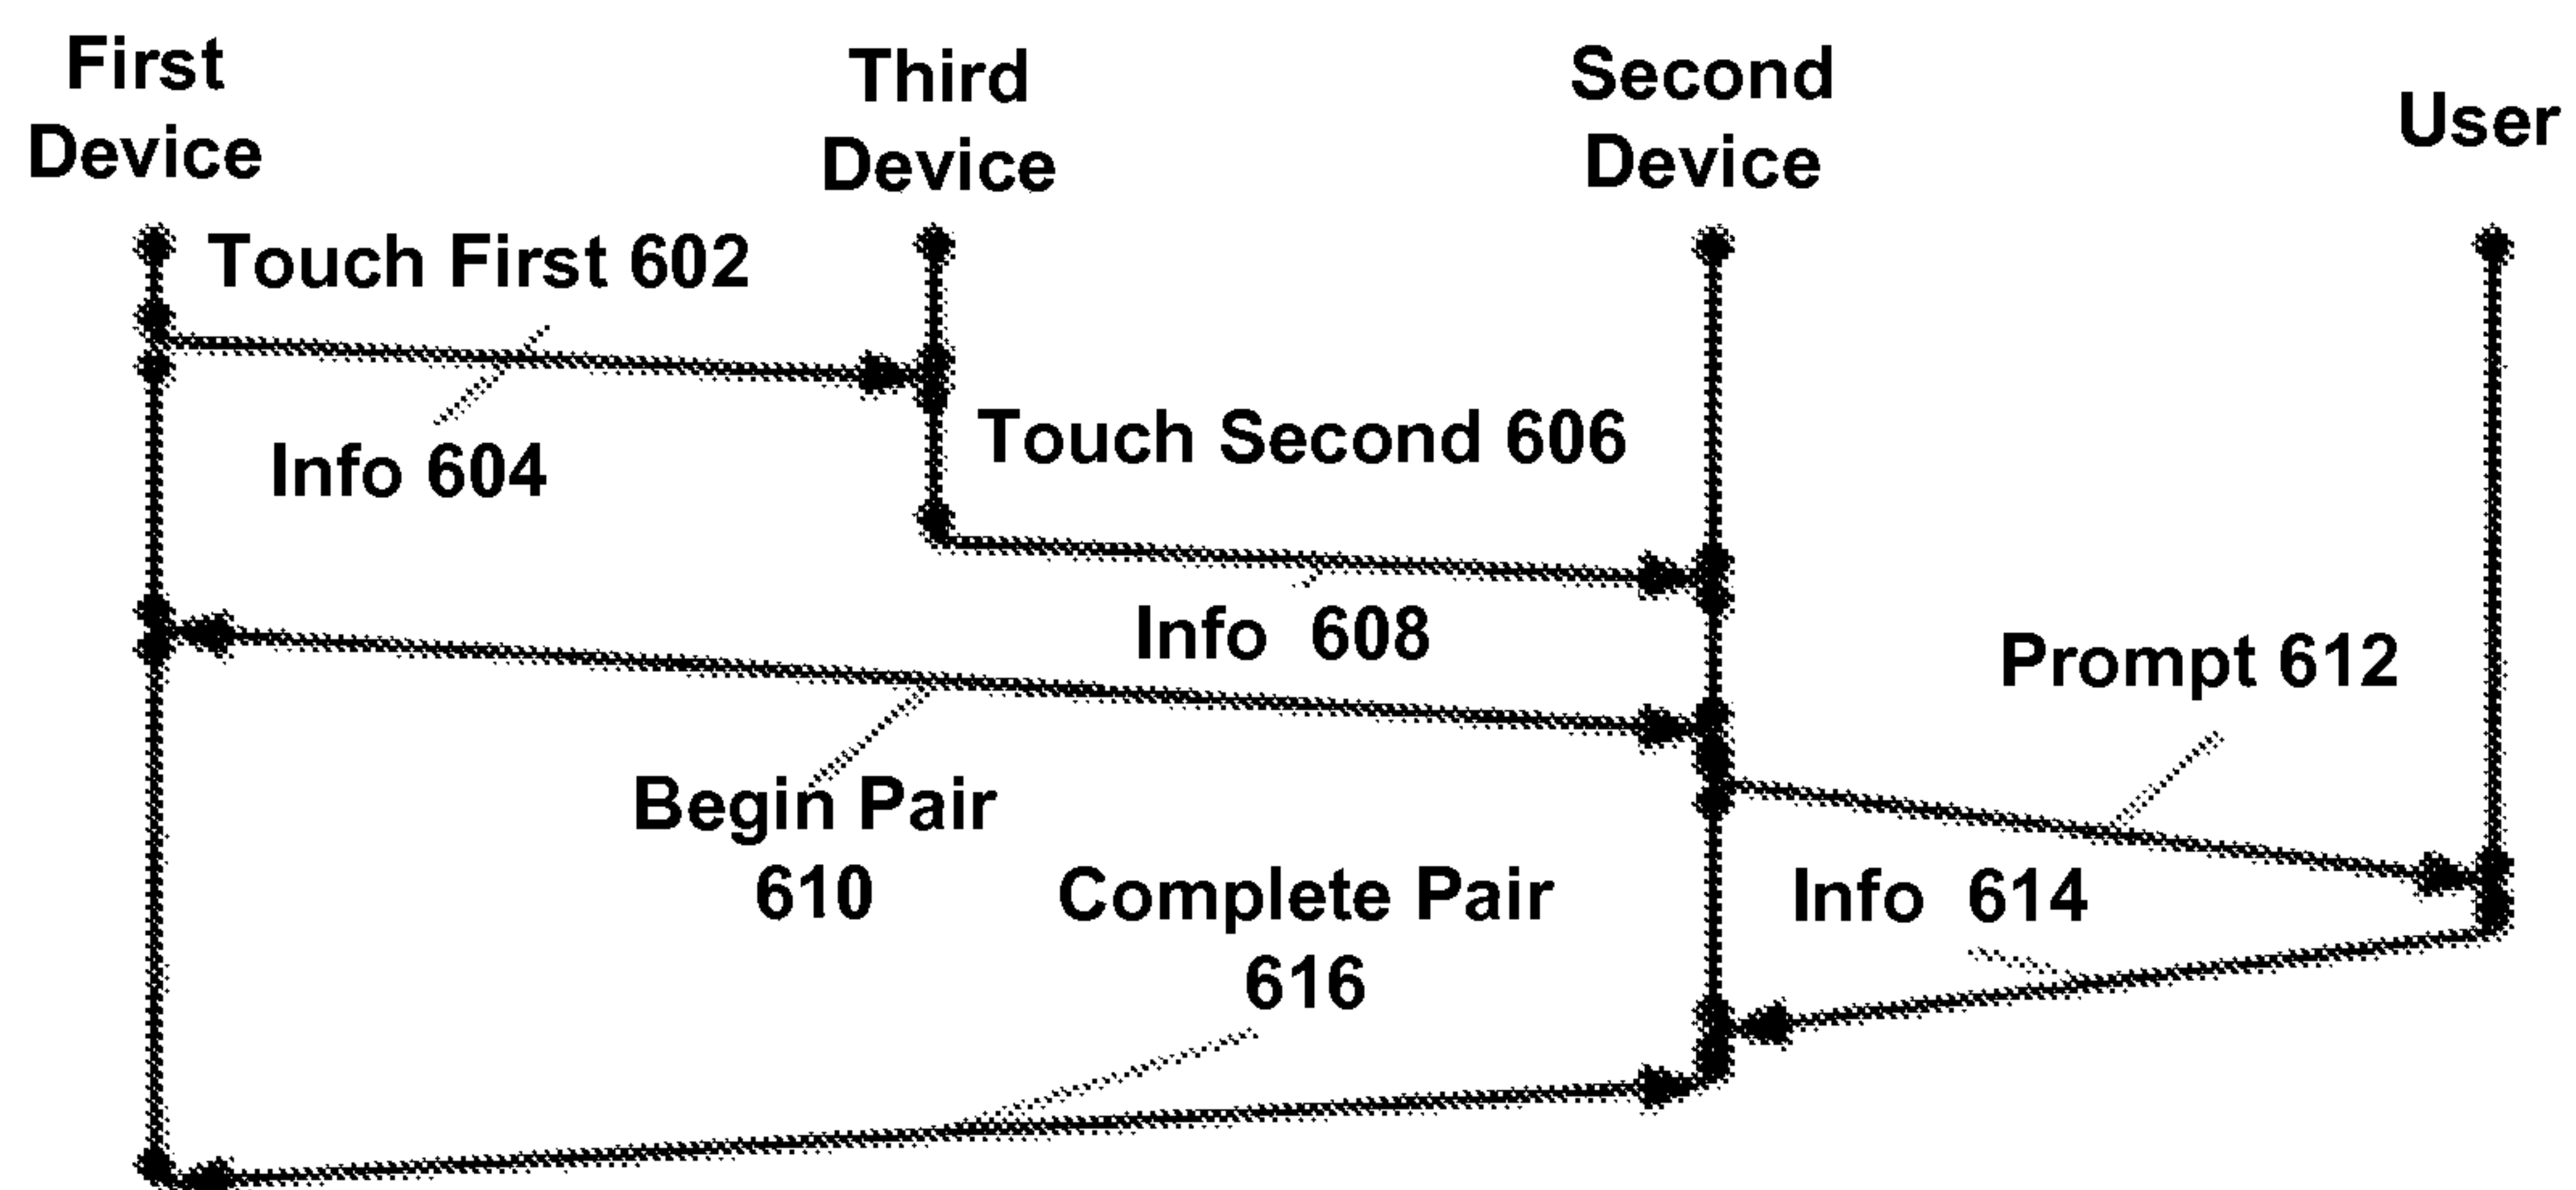 First
Device
Third
Device
Second
Device
User
Touch First 602
Info 604
Touch Second 606
Info 608
Prompt 612
Begin Pair
610
Complete Pair
616
Info 614